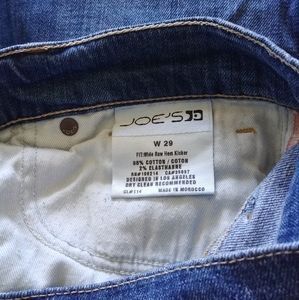 JOE'S
W 29
FIT:Wide Raw Hem Kicker
98% COTTON / COTON
2% ELASTHANNE
DESIGNED IN LOS ANGELES
DRY CLEAN RECOMMENDED
MADE IN MOROCCO